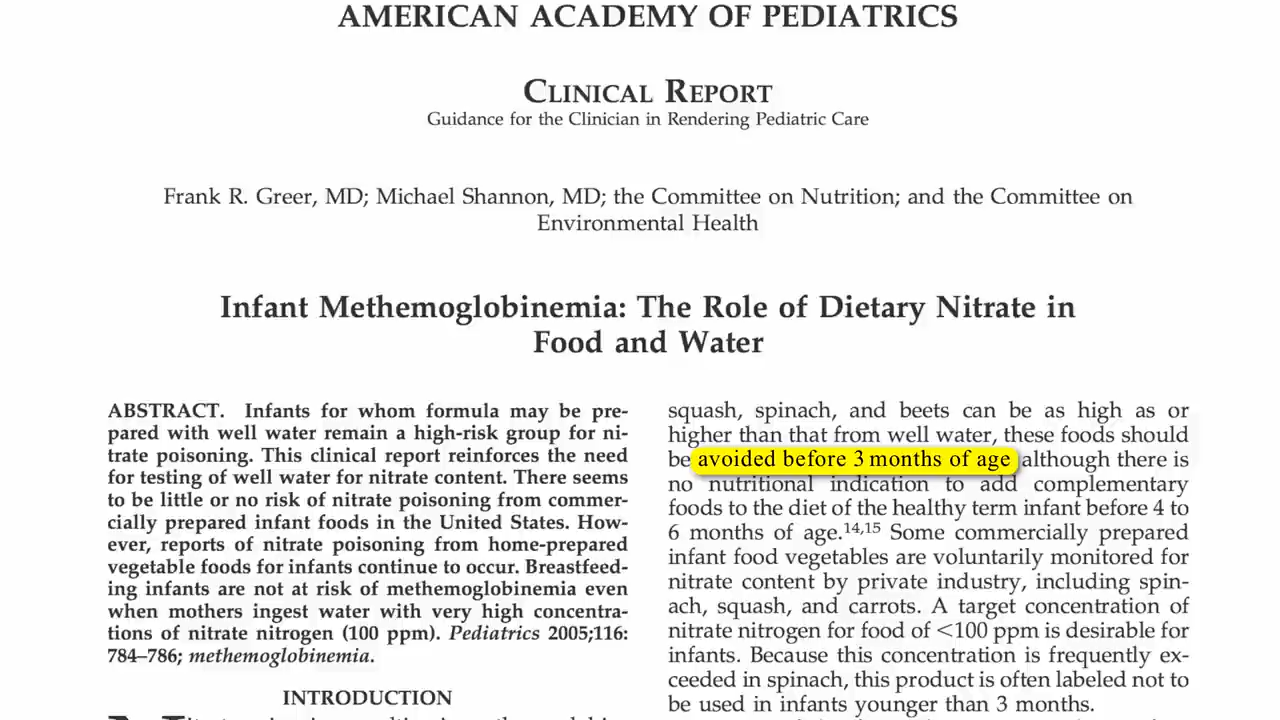 AMERICAN ACADEMY OF PEDIATRICS
CLINICAL REPORT
Guidance for the Clinician in Rendering Pediatric Care
Frank R. Greer, MD; Michael Shannon, MD; the Committee on Nutrition; and the Committee on
Environmental Health
Infant Methemoglobinemia: The Role of Dietary Nitrate in
Food and Water
ABSTRACT. Infants for whom formula may be pre-
pared with well water remain a high-risk group for ni-
trate poisoning. This clinical report reinforces the need
for testing of well water for nitrate content. There seems
to be little or no risk of nitrate poisoning from commer-
cially prepared infant foods in the United States. How-
ever, reports of nitrate poisoning from home-prepared
vegetable foods for infants continue to occur. Breastfeed-
ing infants are not at risk of methemoglobinemia even
when mothers ingest water with very high concentra-
tions of nitrate nitrogen (100 ppm). Pediatrics 2005;116:
784–786; methemoglobinemia.
INTRODUCTION
squash, spinach, and beets can be as high as or
higher than that from well water, these foods should
be avoided before 3 months of age although there is
no nutritional indication to add complementary
foods to the diet of the healthy term infant before 4 to
6 months of age.14,15 Some commercially prepared
infant food vegetables are voluntarily monitored for
nitrate content by private industry, including spin-
ach, squash, and carrots. A target concentration of
nitrate nitrogen for food of <100 ppm is desirable for
infants. Because this concentration is frequently ex-
ceeded in spinach, this product is often labeled not to
be used in infants younger than 3 months.